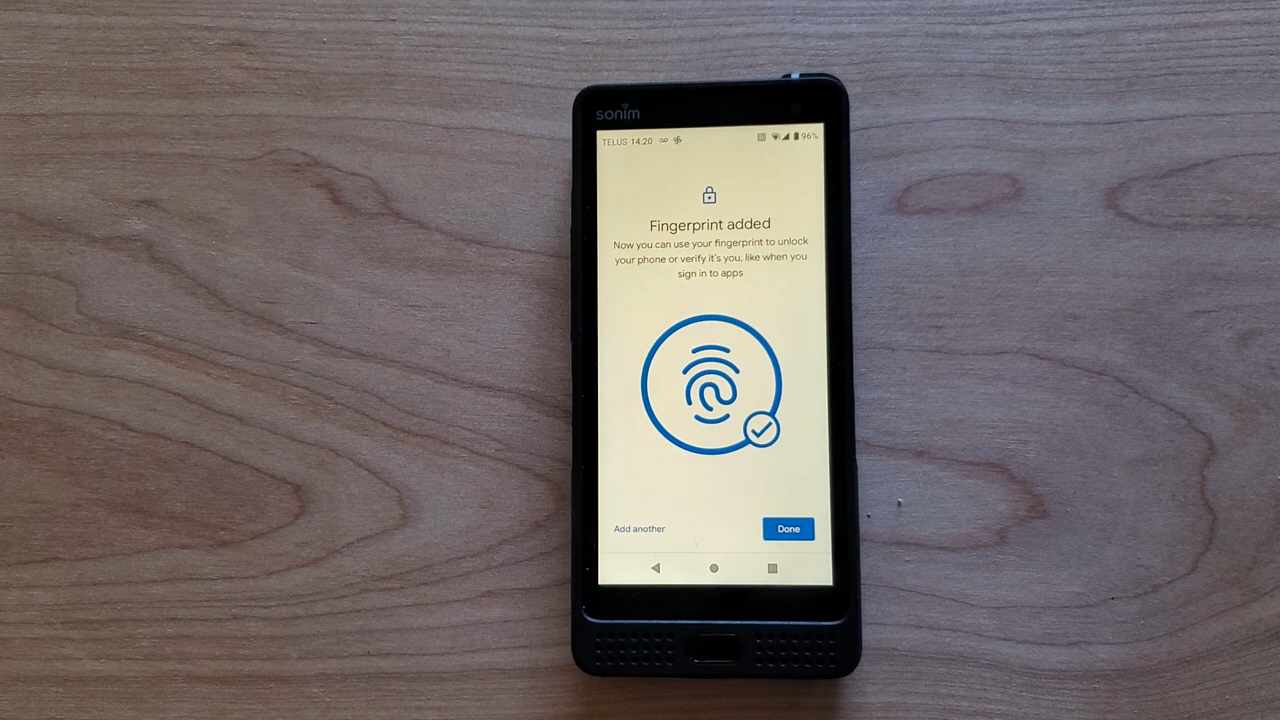 sonim
TELUS 14:20 96%
Fingerprint added
Now you can use your fingerprint to unlock
your phone or verify it's you, like when you
sign in to apps
Add another Done